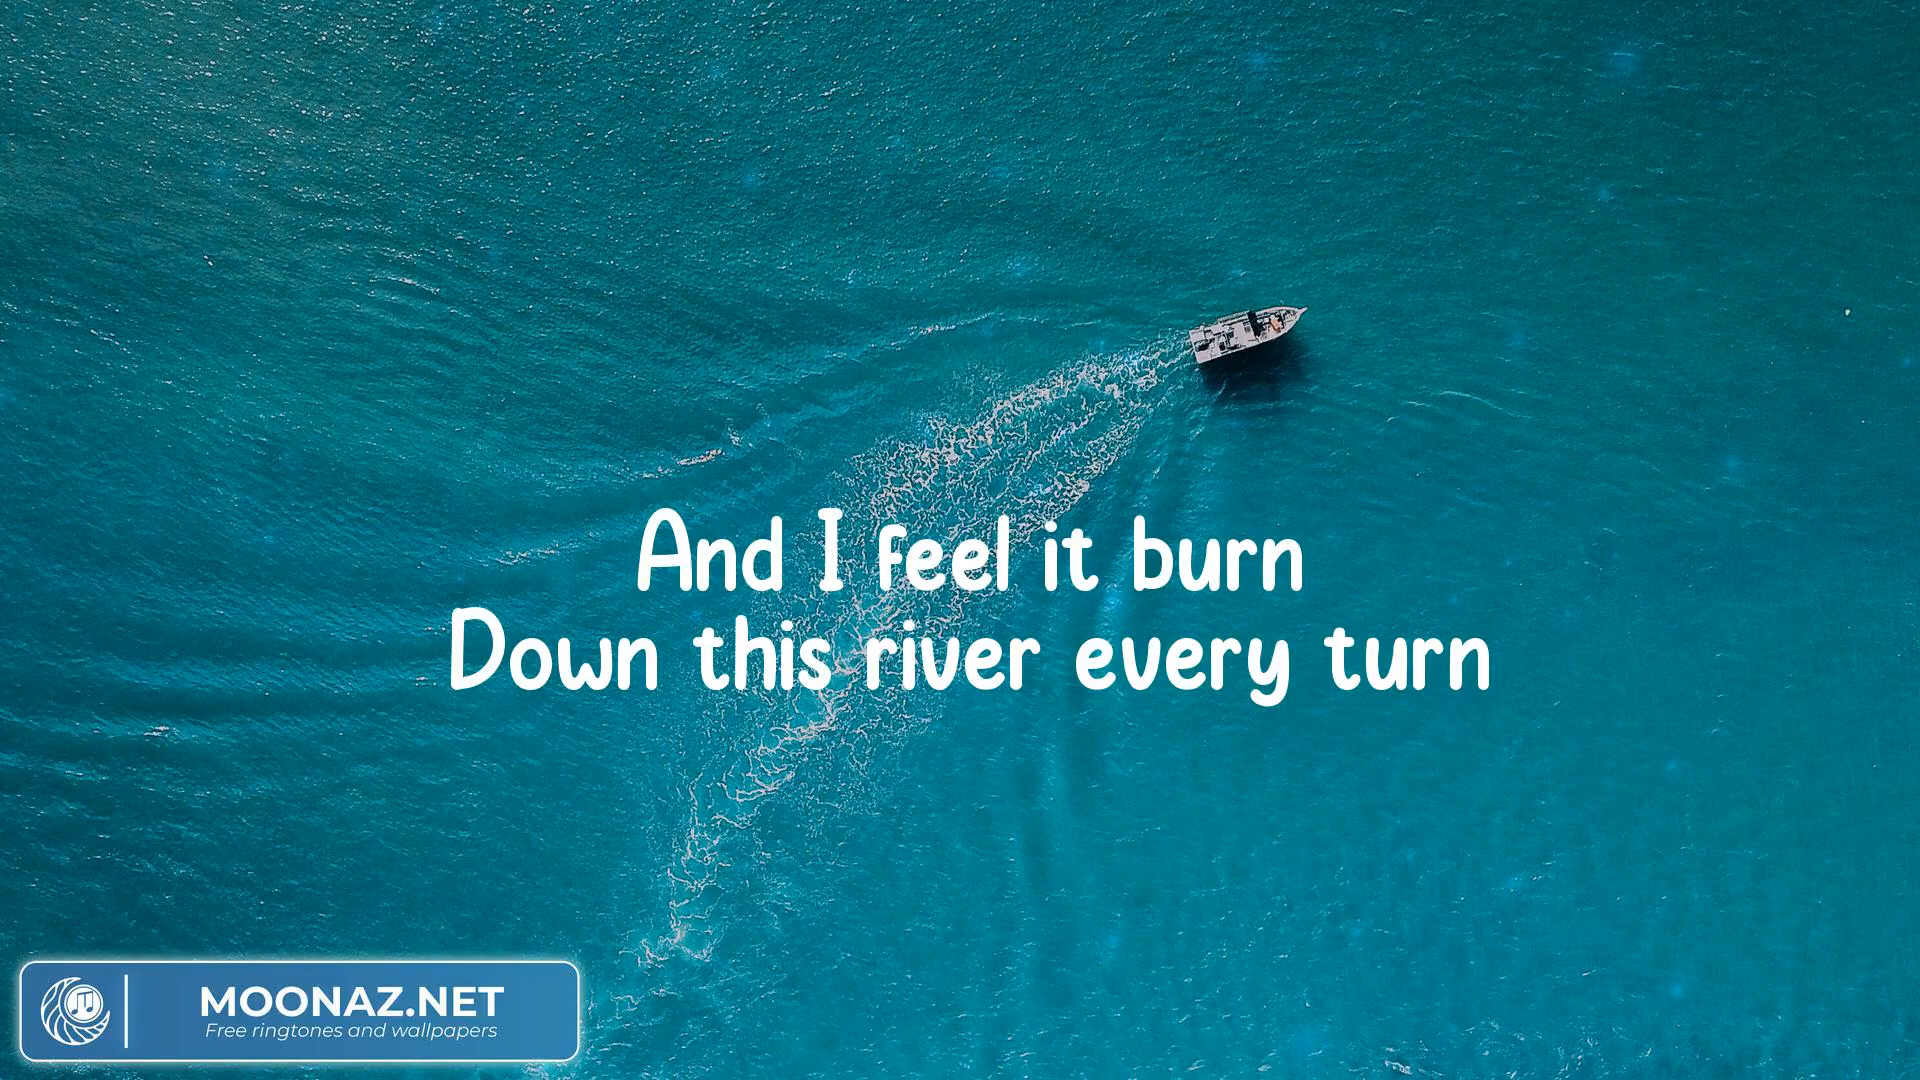 And I feel it burn
Down this river every turn
MOONAZ.NET
Free ringtones and wallpapers